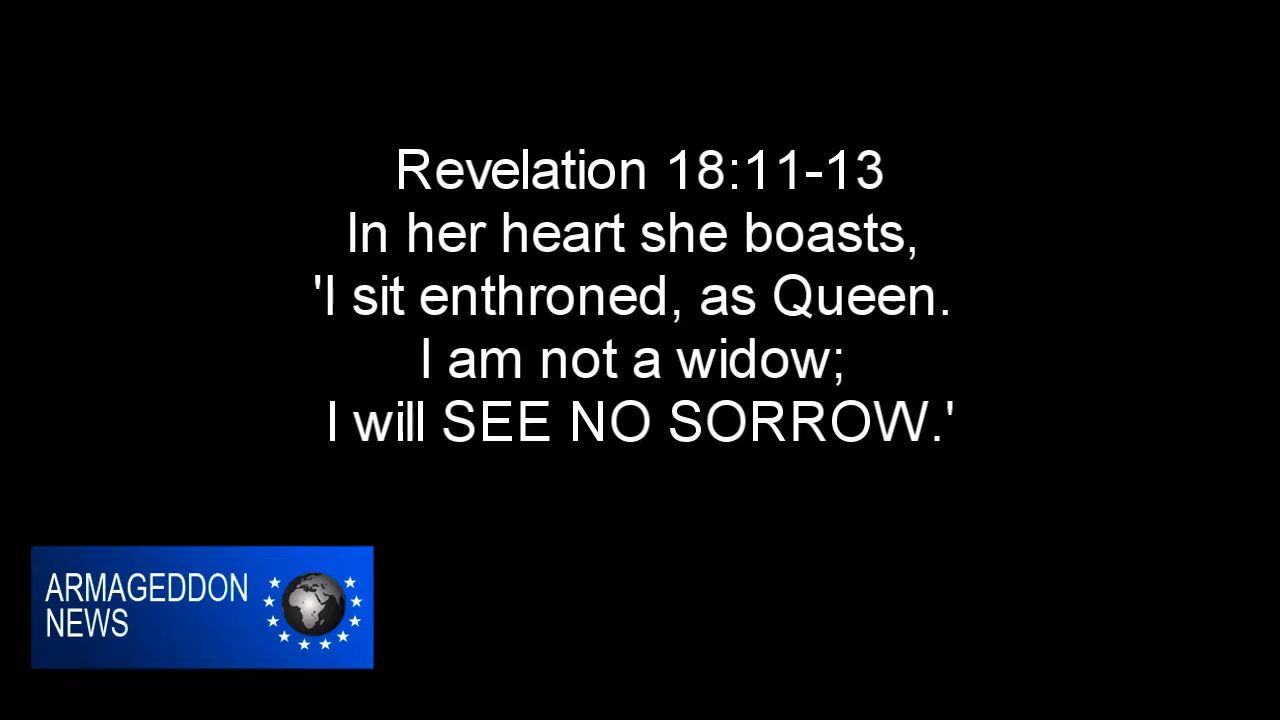 Revelation 18:11-13
In her heart she boasts,
'I sit enthroned, as Queen.
I am not a widow;
I will SEE NO SORROW.'
ARMAGEDDON
NEWS